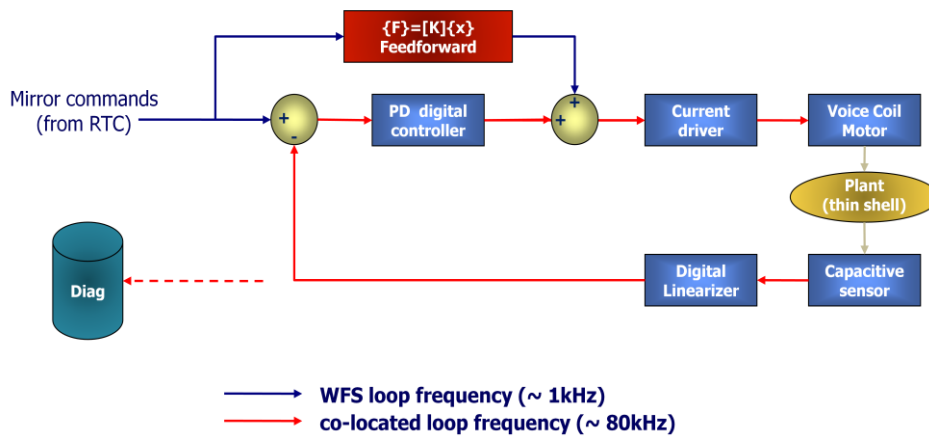 {F}=[K]{x}
Feedforward
Mirror commands
(from RTC)
+
-
PD digital
controller
+
+
Current
driver
Voice Coil
Motor
Plant
(thin shell)
Diag
Digital
Linearizer
Capacitive
sensor
WFS loop frequency (~ 1kHz)
co-located loop frequency (~ 80kHz)